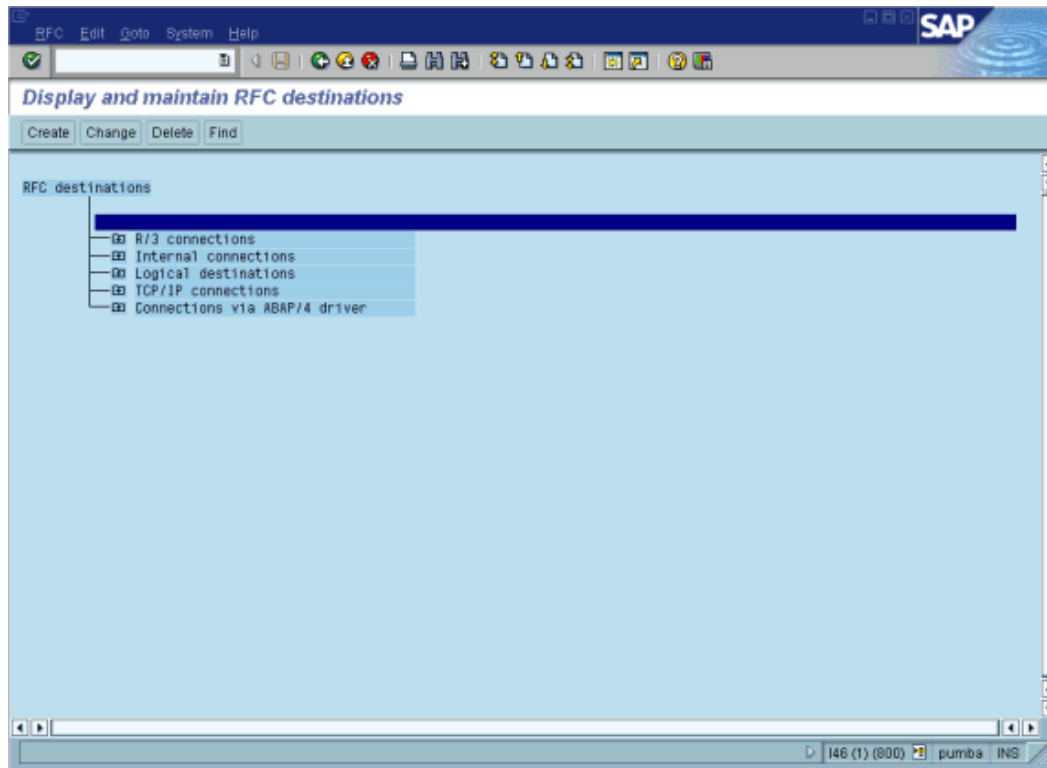 RFC Edit Goto System Help
SAP
Display and maintain RFC destinations
Create Change Delete Find
RFC destinations
R/3 connections
Internal connections
Logical destinations
TCP/IP connections
Connections via ABAP/4 driver
I46 (1) (800) pumba INS